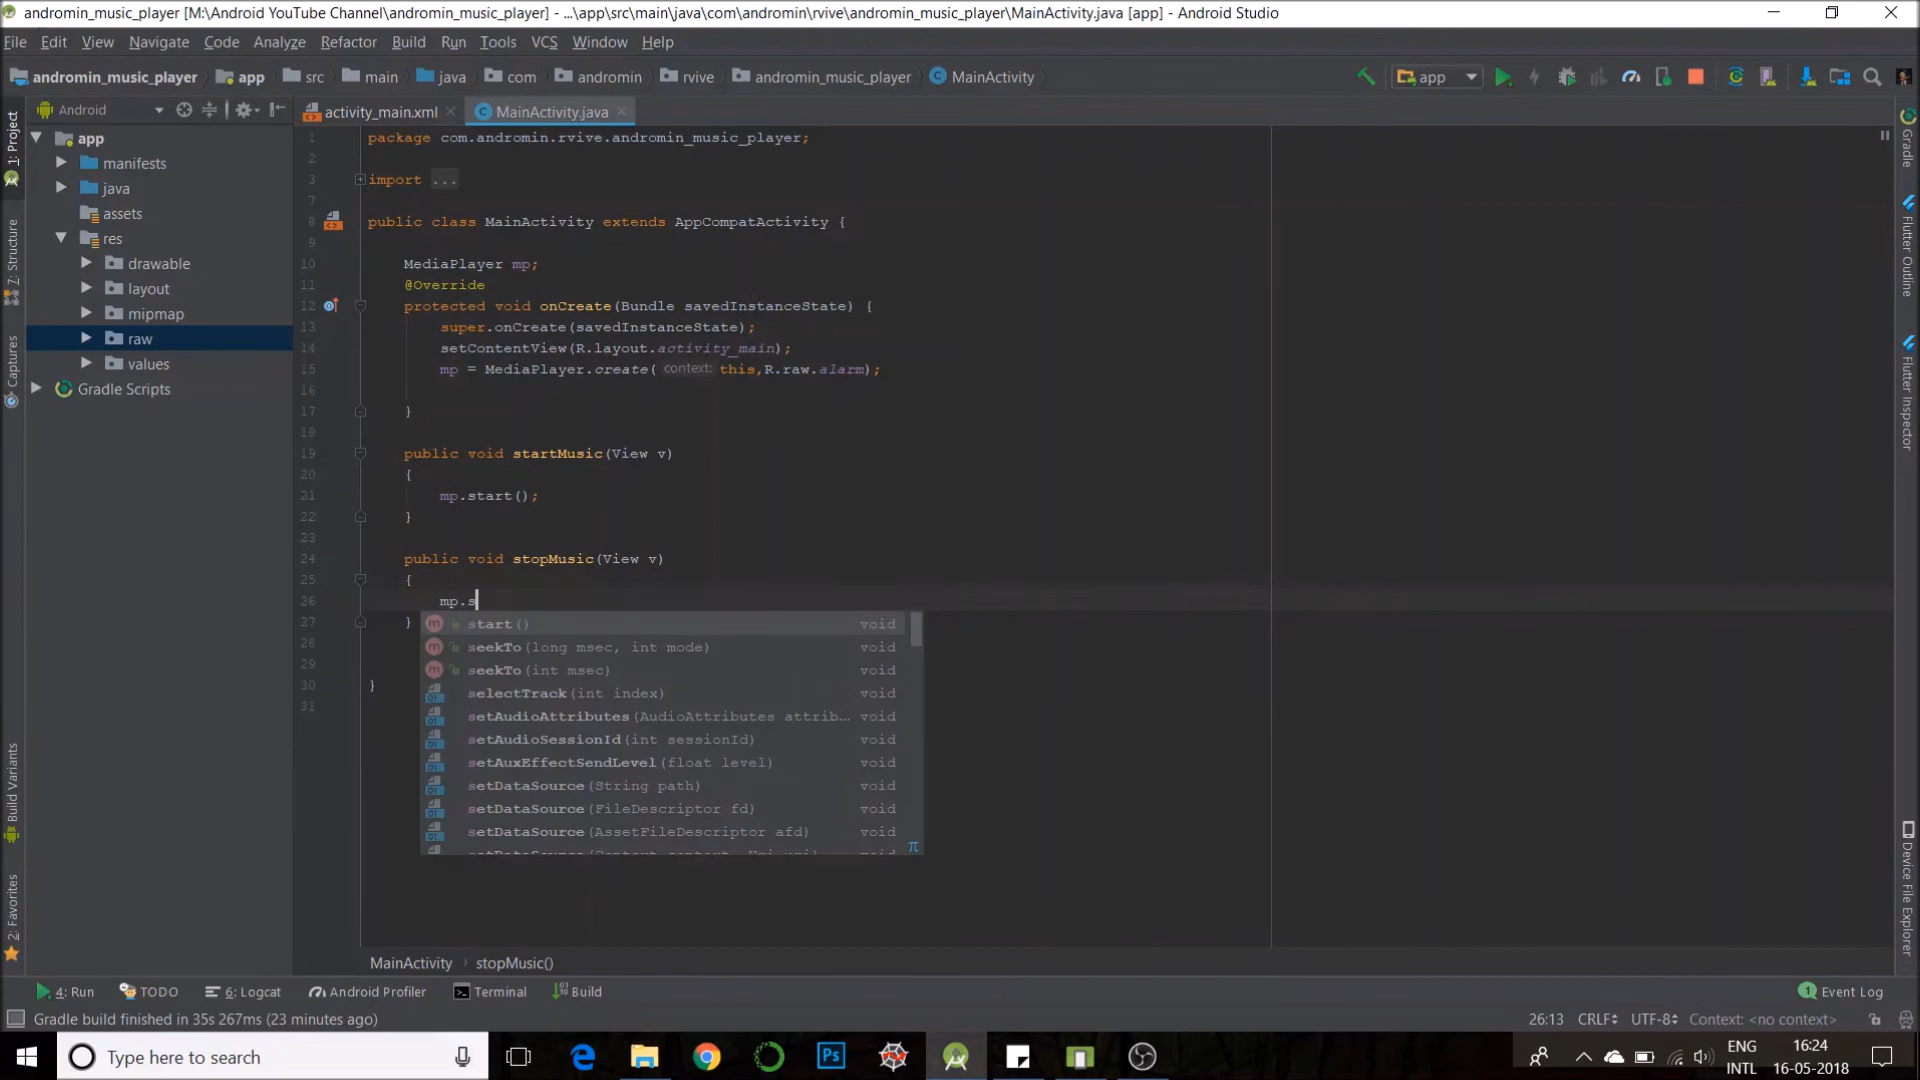 andromin_music_player [M:\Android YouTube Channel\andromin_music_player] - ...\app\src\main\java\com\andromin\rvive\andromin_music_player\MainActivity.java [app] - Android Studio
File Edit View Navigate Code Analyze Refactor Build Run Tools VCS Window Help
andromin_music_player app src main java com andromin rvive andromin_music_player MainActivity app
Android activity_main.xml MainActivity.java
1: Project
7: Structure
Captures
Build Variants
2: Favorites
app
manifests
java
assets
res
drawable
layout
mipmap
raw
values
Gradle Scripts
1 package com.andromin.rvive.andromin_music_player;
2
3 import ...
7
8 public class MainActivity extends AppCompatActivity {
9
10 MediaPlayer mp;
11 @Override
12 protected void onCreate(Bundle savedInstanceState) {
13 super.onCreate(savedInstanceState);
14 setContentView(R.layout.activity_main);
15 mp = MediaPlayer.create( context: this,R.raw.alarm);
16
17 }
18
19 public void startMusic(View v)
20 {
21 mp.start();
22 }
23
24 public void stopMusic(View v)
25 {
26 mp.s
27 }
28
29
30 }
31
start() void
seekTo(long msec, int mode) void
seekTo(int msec) void
selectTrack(int index) void
setAudioAttributes(AudioAttributes attrib... void
setAudioSessionId(int sessionId) void
setAuxEffectSendLevel(float level) void
setDataSource(String path) void
setDataSource(FileDescriptor fd) void
setDataSource(AssetFileDescriptor afd) void
π
Gradle
Flutter Outline
Flutter Inspector
Device File Explorer
MainActivity › stopMusic()
4: Run TODO 6: Logcat Android Profiler Terminal Build 1 Event Log
Gradle build finished in 35s 267ms (23 minutes ago) 26:13 CRLF UTF-8 Context: <no context>
Type here to search Ps ENG 16:24
INTL 16-05-2018